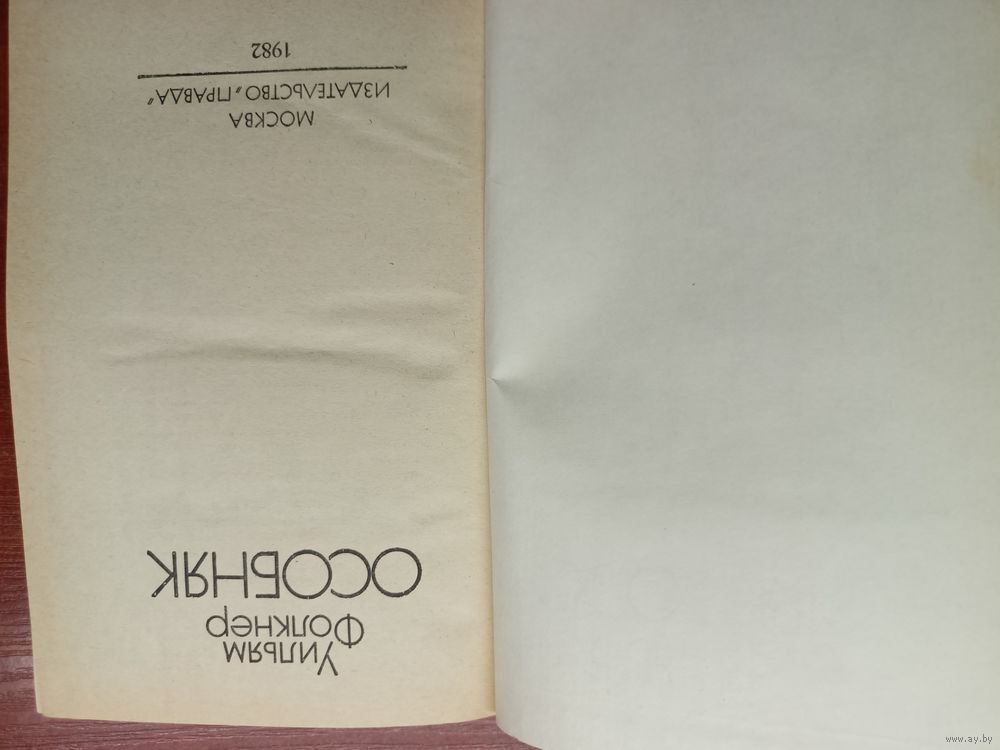 Уильям
Фолкнер
ОСОБНЯК
МОСКВА
ИЗДАТЕЛЬСТВО „ПРАВДА“
1982
www.ay.by